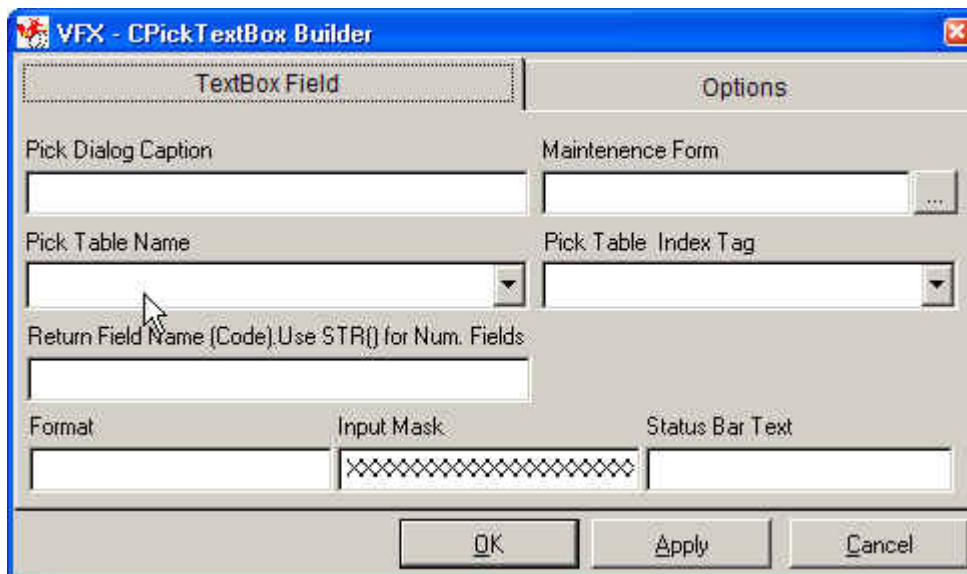 VFX - CPickTextBox Builder
TextBox Field
Options
Pick Dialog Caption
Maintenence Form
...
Pick Table Name
Pick Table Index Tag
Return Field Name (Code).Use STR() for Num. Fields
Format
Input Mask
Status Bar Text
XXXXXXXXXXXXXXXXXXXX
OK
Apply
Cancel